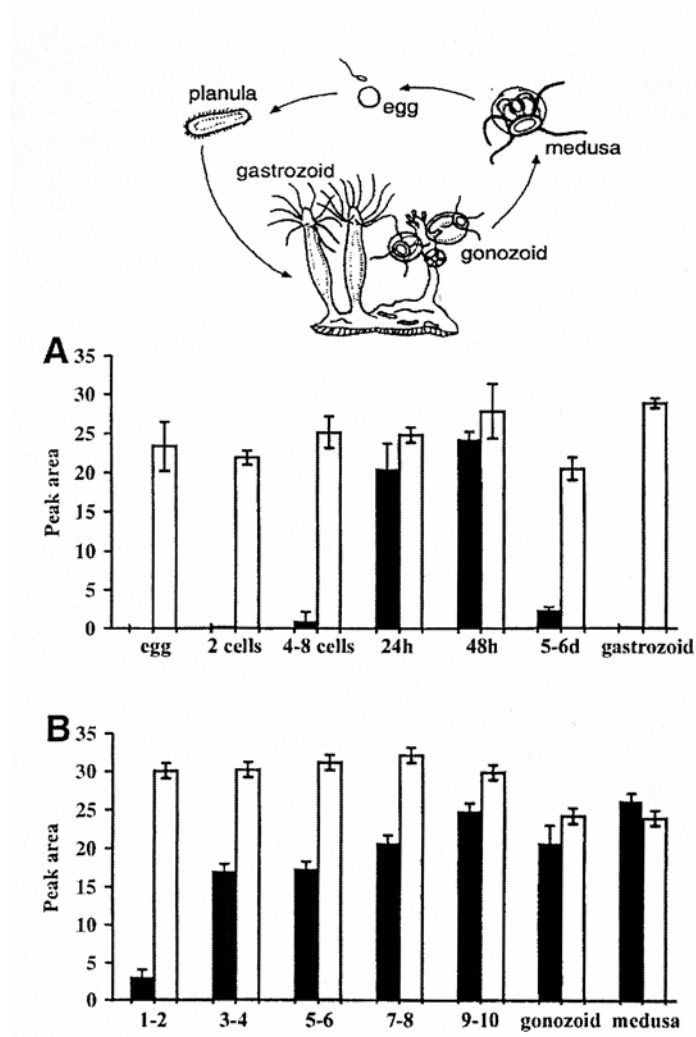 planula
egg
medusa
gastrozoid
gonozoid
A
35
30
25
20
15
10
5
0
Peak area
egg 2 cells 4-8 cells 24h 48h 5-6d gastrozoid
B
35
30
25
20
15
10
5
0
Peak area
1-2 3-4 5-6 7-8 9-10 gonozoid medusa